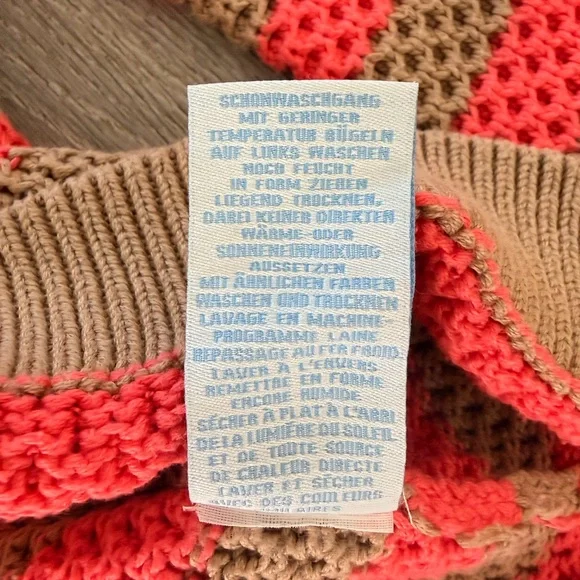 SCHONWASCHGANG
MIT GERINGER
TEMPERATUR BÜGELN
AUF LINKS WASCHEN
NOCH FEUCHT
IN FORM ZIEHEN
LIEGEND TROCKNEN,
DABEI KEINER DIREKTEN
WÄRME-ODER
SONNENEINWIRKUNG
AUSSETZEN
MIT ÄHNLICHEN FARBEN
WASCHEN UND TROCKNEN
LAVAGE EN MACHINE-
PROGRAMME LAINE
REPASSAGE AU FER FROID.
LAVER A L'ENVERS
REMETTRE EN FORME
ENCORE HUMIDE
SÉCHER À PLAT À L'ABRI
DE LA LUMIÈRE DU SOLEIL
ET DE TOUTE SOURCE
DE CHALEUR DIRECTE
LAVER ET SÉCHER
AVEC DES COULEURS